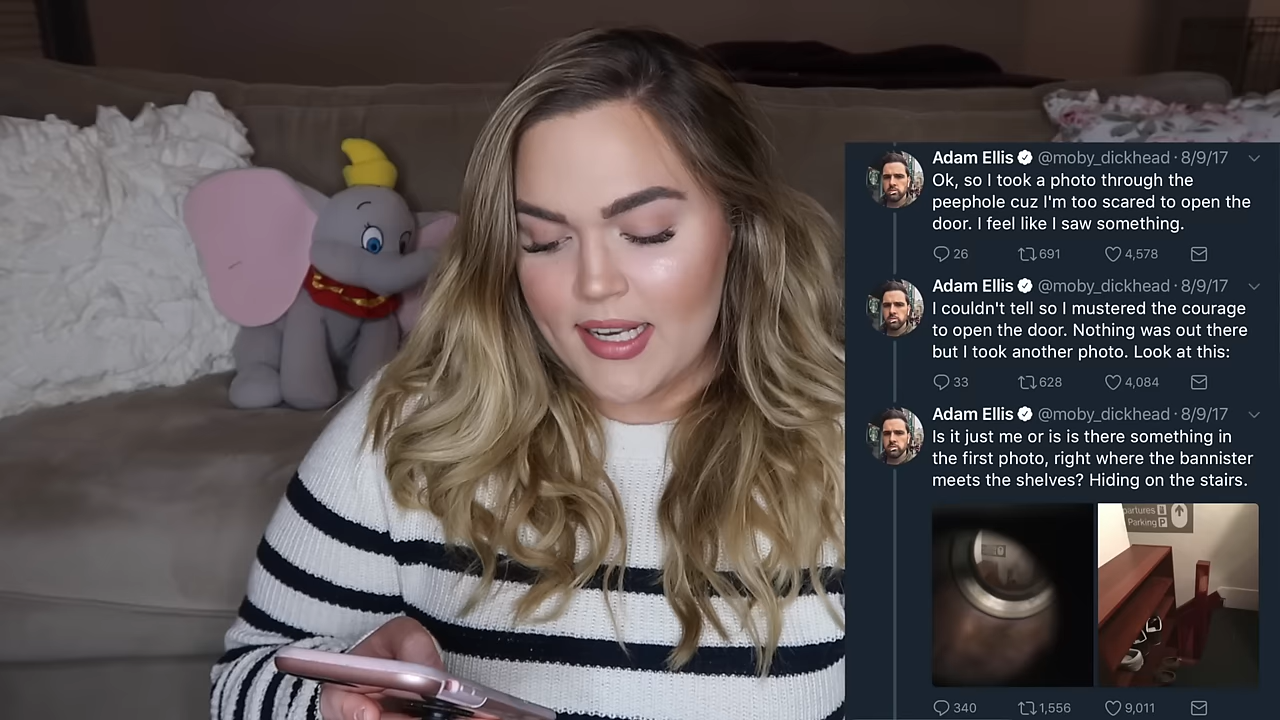 Adam Ellis @moby_dickhead · 8/9/17
Ok, so I took a photo through the
peephole cuz I'm too scared to open the
door. I feel like I saw something.
26 691 4,578
Adam Ellis @moby_dickhead · 8/9/17
I couldn't tell so I mustered the courage
to open the door. Nothing was out there
but I took another photo. Look at this:
33 628 4,084
Adam Ellis @moby_dickhead · 8/9/17
Is it just me or is is there something in
the first photo, right where the bannister
meets the shelves? Hiding on the stairs.
partures
Parking P
340 1,556 9,011